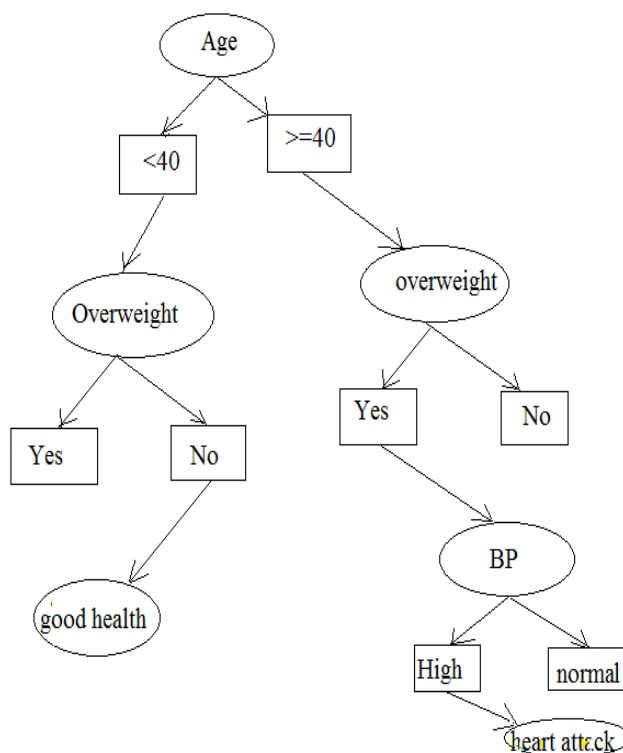 Age
<40
>=40
Overweight
overweight
Yes
No
Yes
No
BP
good health
High
normal
heart attack